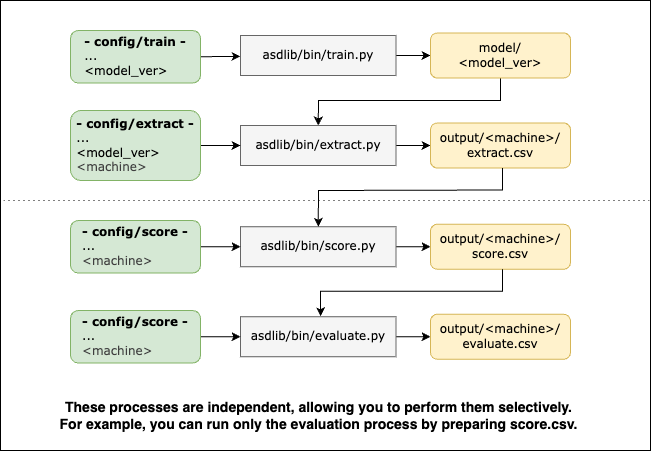 - config/train -
...
<model_ver>
asdlib/bin/train.py
model/
<model_ver>
- config/extract -
...
<model_ver>
<machine>
asdlib/bin/extract.py
output/<machine>/
extract.csv
- config/score -
...
<machine>
asdlib/bin/score.py
output/<machine>/
score.csv
- config/score -
...
<machine>
asdlib/bin/evaluate.py
output/<machine>/
evaluate.csv
These processes are independent, allowing you to perform them selectively.
For example, you can run only the evaluation process by preparing score.csv.